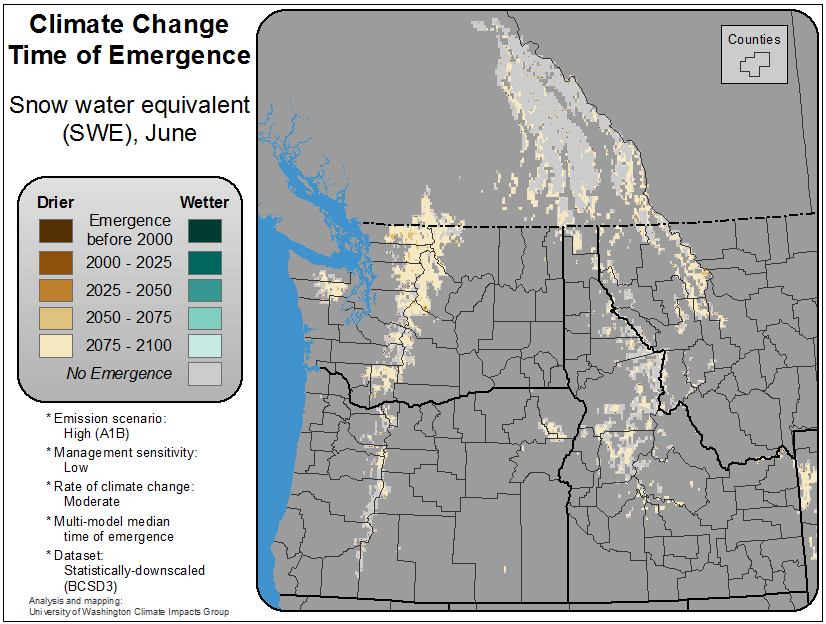 Climate Change
Time of Emergence
Snow water equivalent
(SWE), June
Drier
Wetter
Emergence
before 2000
2000 - 2025
2025 - 2050
2050 - 2075
2075 - 2100
No Emergence
* Emission scenario:
High (A1B)
* Management sensitivity:
Low
* Rate of climate change:
Moderate
* Multi-model median
time of emergence
* Dataset:
Statistically-downscaled
(BCSD3)
Analysis and mapping:
University of Washington Climate Impacts Group
Counties